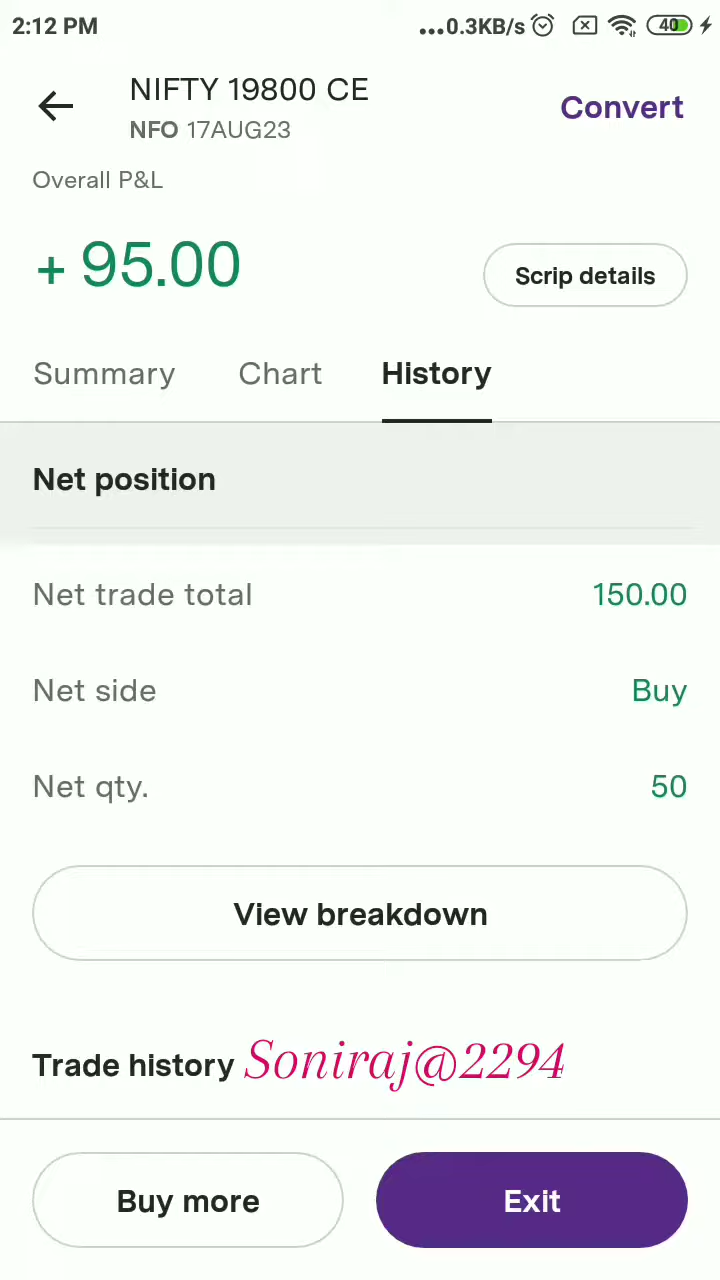 2:12 PM ...0.3KB/s 40
NIFTY 19800 CE
Convert
NFO 17AUG23
Overall P&L
+ 95.00
Scrip details
Summary Chart History
Net position
Net trade total 150.00
Net side Buy
Net qty. 50
View breakdown
Trade history Soniraj@2294
Buy more Exit